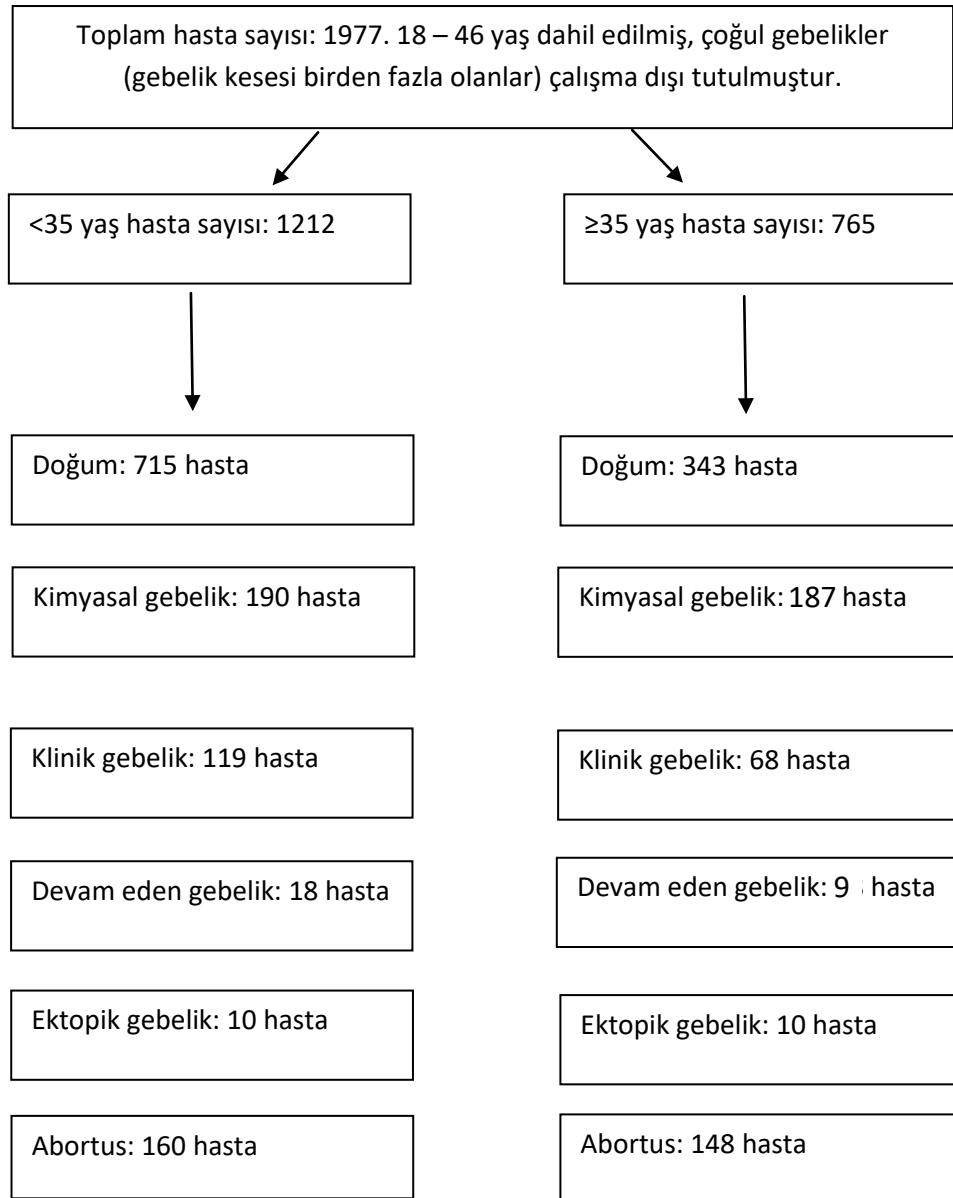 Toplam hasta sayısı: 1977. 18 – 46 yaş dahil edilmiş, çoğul gebelikler
(gebelik kesesi birden fazla olanlar) çalışma dışı tutulmuştur.
<35 yaş hasta sayısı: 1212
≥35 yaş hasta sayısı: 765
Doğum: 715 hasta
Doğum: 343 hasta
Kimyasal gebelik: 190 hasta
Kimyasal gebelik: 187 hasta
Klinik gebelik: 119 hasta
Klinik gebelik: 68 hasta
Devam eden gebelik: 18 hasta
Devam eden gebelik: 9 hasta
Ektopik gebelik: 10 hasta
Ektopik gebelik: 10 hasta
Abortus: 160 hasta
Abortus: 148 hasta